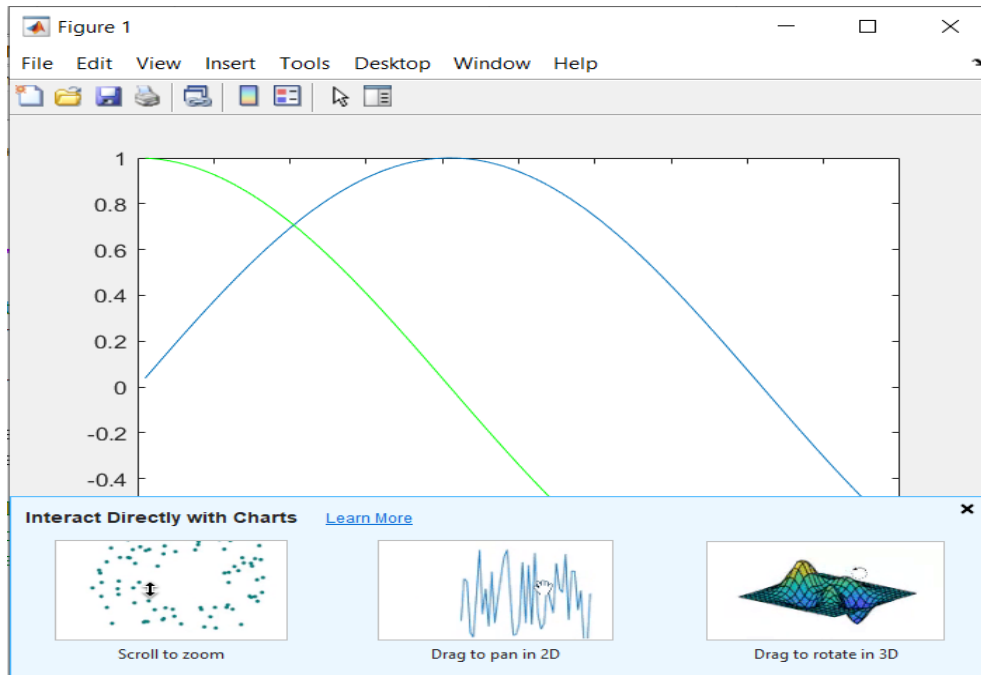 Figure 1
File Edit View Insert Tools Desktop Window Help
1
0.8
0.6
0.4
0.2
0
-0.2
-0.4
Interact Directly with Charts Learn More
Scroll to zoom Drag to pan in 2D Drag to rotate in 3D